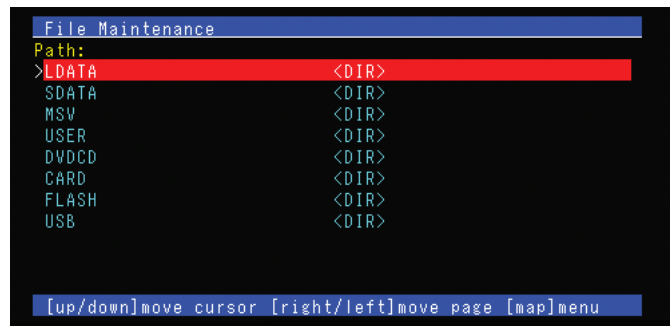 File Maintenance
Path:
>LDATA <DIR>
SDATA <DIR>
MSV <DIR>
USER <DIR>
DVDCD <DIR>
CARD <DIR>
FLASH <DIR>
USB <DIR>
[up/down]move cursor [right/left]move page [map]menu